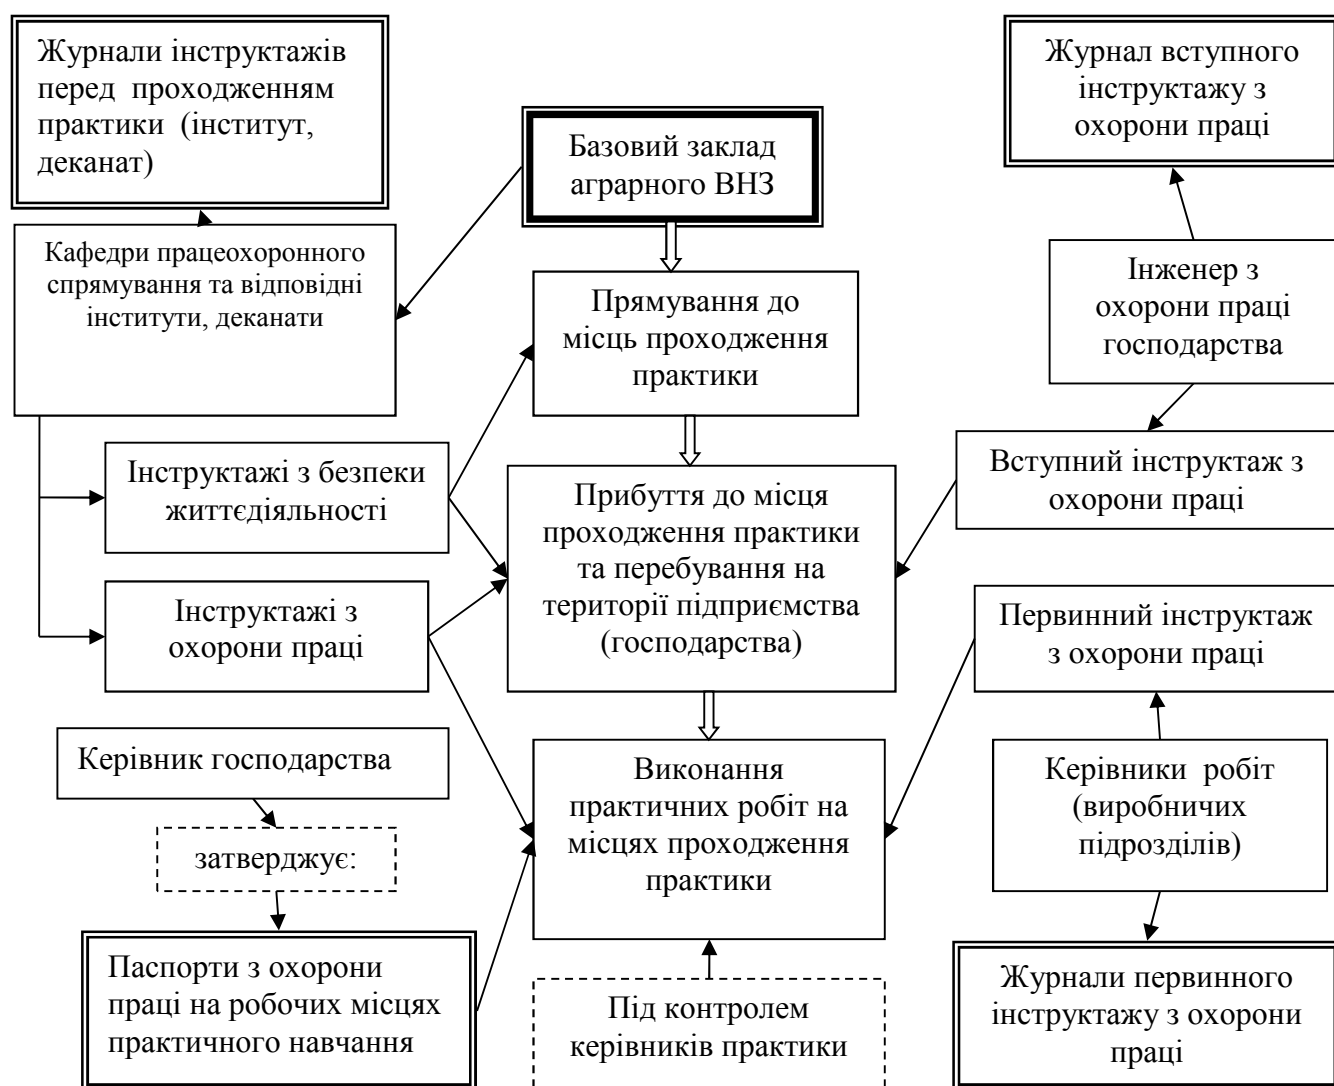 Журнали інструктажів
перед проходженням
практики (інститут,
деканат)
Базовий заклад
аграрного ВНЗ
Журнал вступного
інструктажу з
охорони праці
Кафедри працеохоронного
спрямування та відповідні
інститути, деканати
Прямування до
місць проходження
практики
Інженер з
охорони праці
господарства
Інструктажі з безпеки
життєдіяльності
Прибуття до місця
проходження практики
та перебування на
території підприємства
(господарства)
Вступний інструктаж з
охорони праці
Інструктажі з
охорони праці
Первинний інструктаж
з охорони праці
Керівник господарства
затверджує:
Виконання
практичних робіт на
місцях проходження
практики
Керівники робіт
(виробничих
підрозділів)
Паспорти з охорони
праці на робочих місцях
практичного навчання
Під контролем
керівників практики
Журнали первинного
інструктажу з охорони
праці